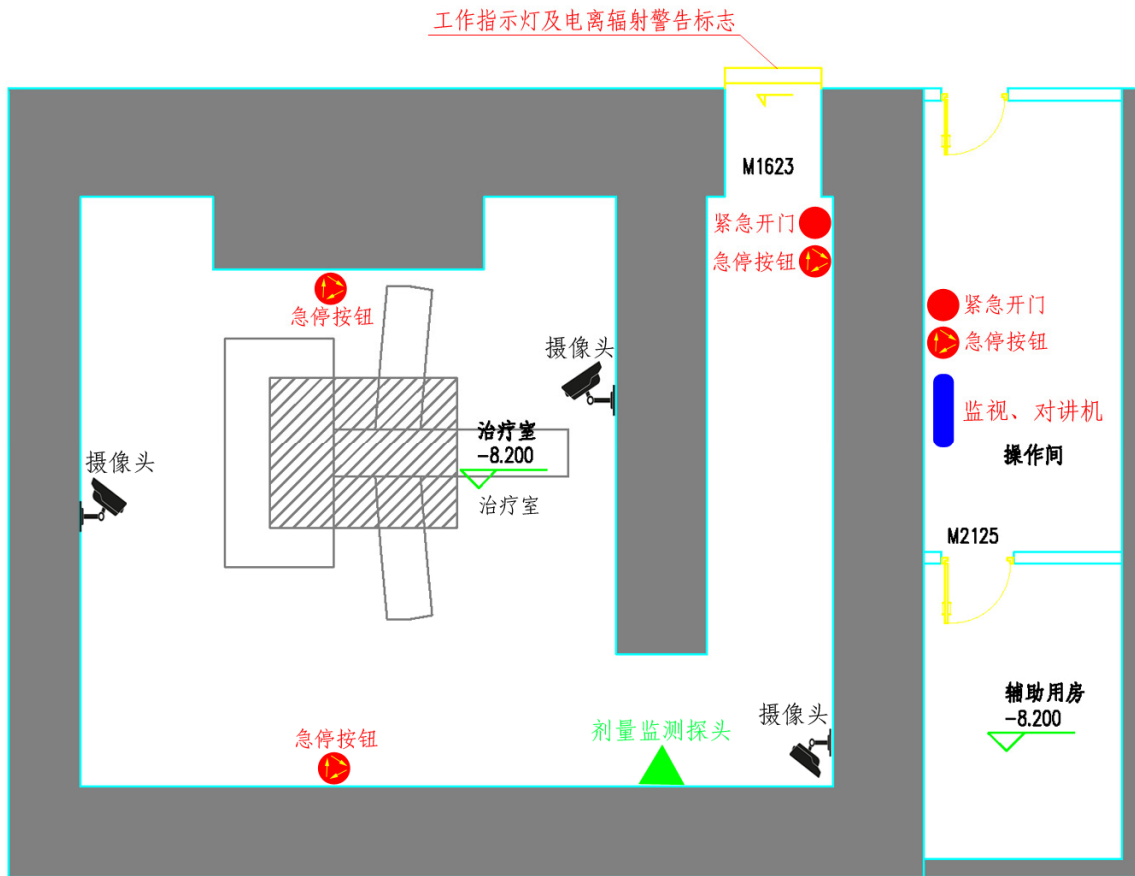 工作指示灯及电离辐射警告标志
M1623
紧急开门
急停按钮
急停按钮
紧急开门
急停按钮
摄像头
监视、对讲机
治疗室
-8.200
操作间
摄像头
治疗室
M2125
辅助用房
-8.200
摄像头
剂量监测探头
急停按钮